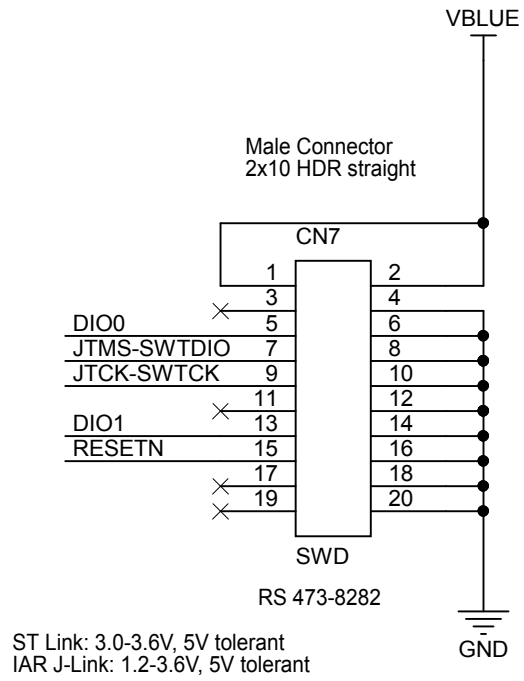 VBLUE
Male Connector
2x10 HDR straight
CN7
1 2
3 4
DIO0 5 6
JTMS-SWTDIO 7 8
JTCK-SWTCK 9 10
11 12
DIO1 13 14
RESETN 15 16
17 18
19 20
SWD
RS 473-8282
GND
ST Link: 3.0-3.6V, 5V tolerant
IAR J-Link: 1.2-3.6V, 5V tolerant